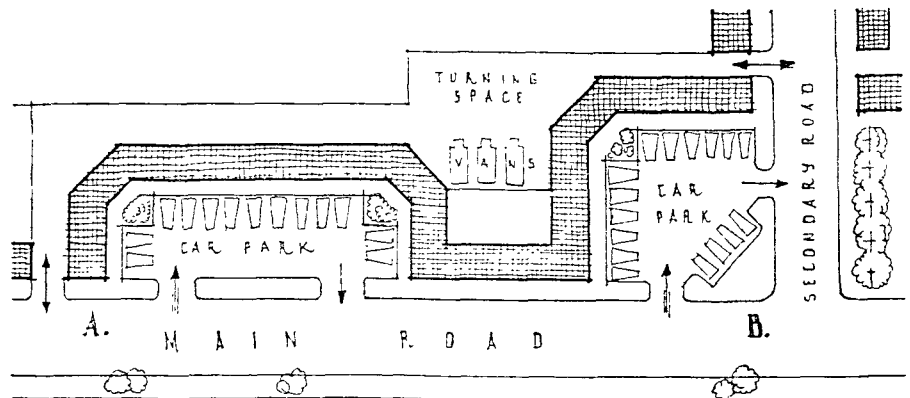 TURNING
SPACE
VANS
CAR PARK
CAR
PARK
SECONDARY ROAD
A.
B.
MAIN ROAD